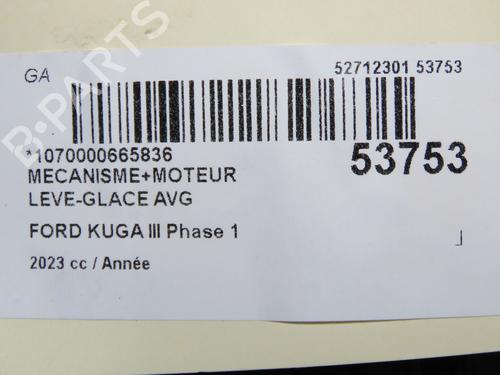 GA
52712301 53753
*1070000665836
53753
MECANISME+MOTEUR
LEVE-GLACE AVG
FORD KUGA III Phase 1
2023 cc / Année
B-PARTS